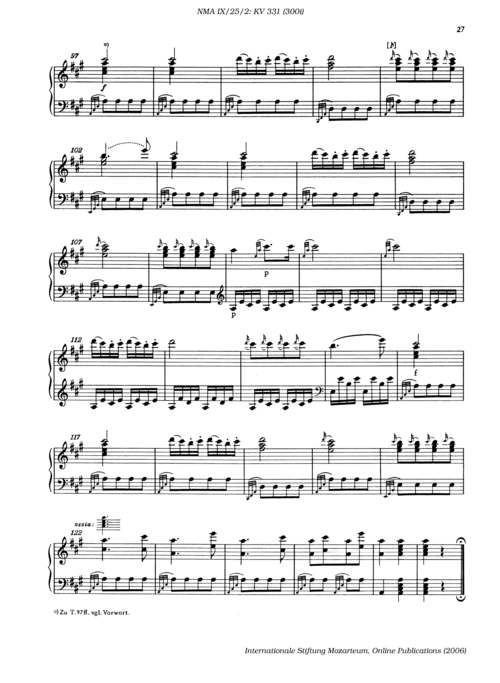 NMA IX/25/2: KV 331 (300i)
27
97
*)
[♪]
f
102
107
p
p
112
f
117
ossia:
122
*) Zu T. 97ff. vgl. Vorwort.
Internationale Stiftung Mozarteum, Online Publications (2006)